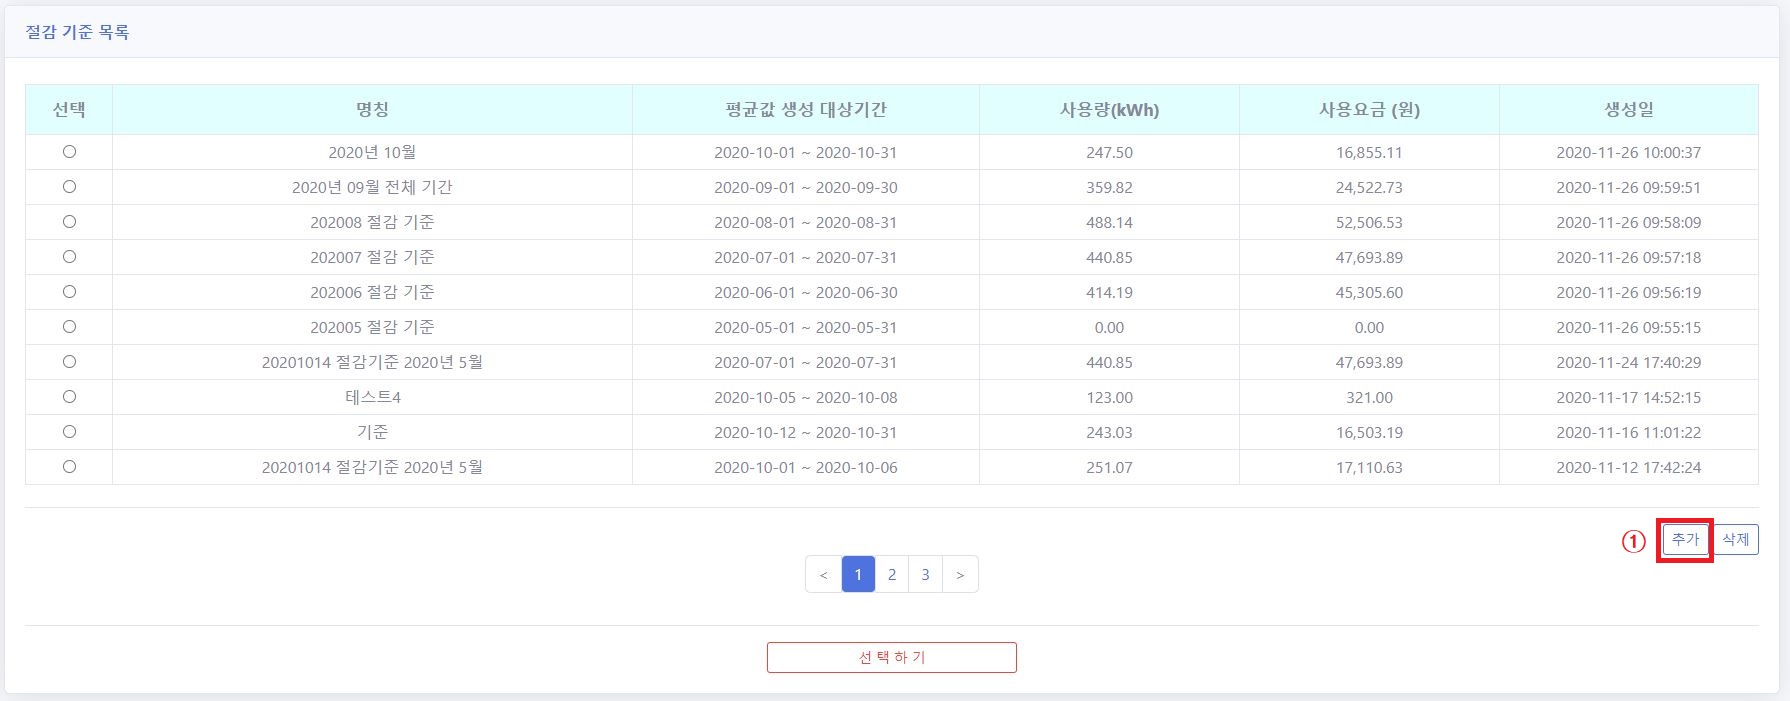 절감 기준 목록
선택 명칭 평균값 생성 대상기간 사용량(kWh) 사용요금 (원) 생성일
2020년 10월 2020-10-01 ~ 2020-10-31 247.50 16,855.11 2020-11-26 10:00:37
2020년 09월 전체 기간 2020-09-01 ~ 2020-09-30 359.82 24,522.73 2020-11-26 09:59:51
202008 절감 기준 2020-08-01 ~ 2020-08-31 488.14 52,506.53 2020-11-26 09:58:09
202007 절감 기준 2020-07-01 ~ 2020-07-31 440.85 47,693.89 2020-11-26 09:57:18
202006 절감 기준 2020-06-01 ~ 2020-06-30 414.19 45,305.60 2020-11-26 09:56:19
202005 절감 기준 2020-05-01 ~ 2020-05-31 0.00 0.00 2020-11-26 09:55:15
20201014 절감기준 2020년 5월 2020-07-01 ~ 2020-07-31 440.85 47,693.89 2020-11-24 17:40:29
테스트4 2020-10-05 ~ 2020-10-08 123.00 321.00 2020-11-17 14:52:15
기준 2020-10-12 ~ 2020-10-31 243.03 16,503.19 2020-11-16 11:01:22
20201014 절감기준 2020년 5월 2020-10-01 ~ 2020-10-06 251.07 17,110.63 2020-11-12 17:42:24
① 추가 삭제
< 1 2 3 >
선 택 하 기